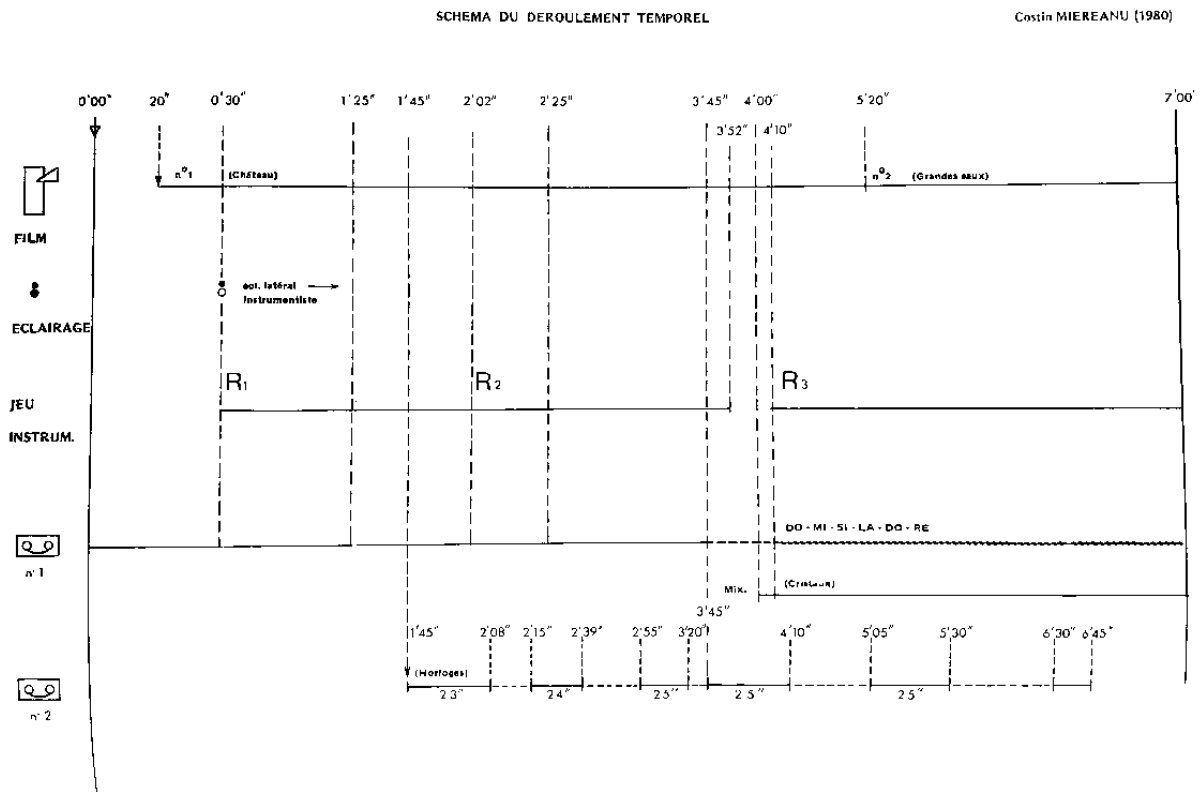 SCHEMA DU DEROULEMENT TEMPOREL
Costin MIEREANU (1980)
0'00" 20" 0'30" 1'25" 1'45" 2'02" 2'25" 3'45" 4'00" 5'20" 7'00"
3'52" 4'10"
n°1 (Château) n°2 (Grandes eaux)
FILM
ecl. latéral
Instrumentiste
ECLAIRAGE
R1 R2 R3
JEU
INSTRUM.
DO - MI - SI - LA - DO - RE
n° 1
Mix. (Cristaux)
3'45"
1'45" 2'08" 2'15" 2'39" 2'55" 3'20" 4'10" 5'05" 5'30" 6'30" 6'45"
(Horloges)
23" 24" 25" 25" 25"
n° 2